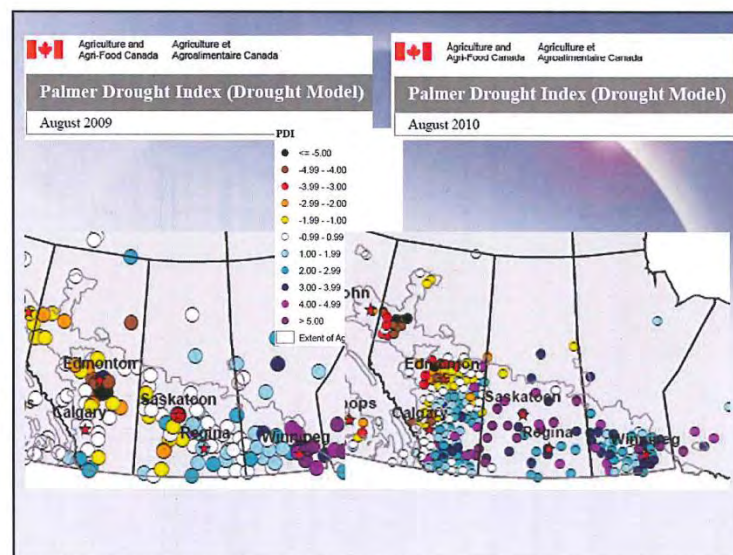 Agriculture and
Agri-Food Canada
Agriculture et
Agroalimentaire Canada
Palmer Drought Index (Drought Model)
August 2009
Agriculture and
Agri-Food Canada
Agriculture et
Agroalimentaire Canada
Palmer Drought Index (Drought Model)
August 2010
PDI
<= -5.00
-4.99 - -4.00
-3.99 - -3.00
-2.99 - -2.00
-1.99 - -1.00
-0.99 - 0.99
1.00 - 1.99
2.00 - 2.99
3.00 - 3.99
4.00 - 4.99
> 5.00
Extent of Ag
Edmonton
Saskatoon
Calgary
Regina
Winnipeg
s
ohn
Edmonton
Saskatoon
oops
Calgary
Regina
Winnipeg